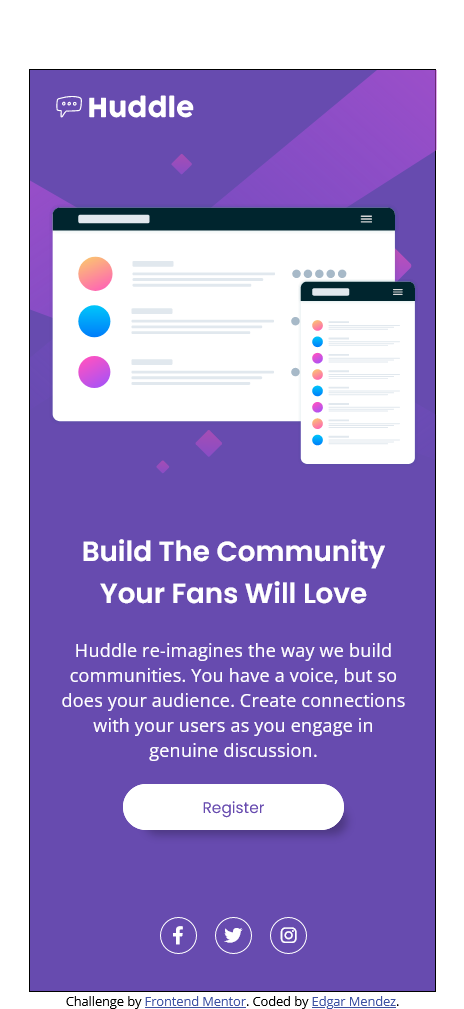 Huddle
Build The Community
Your Fans Will Love
Huddle re-imagines the way we build
communities. You have a voice, but so
does your audience. Create connections
with your users as you engage in
genuine discussion.
Register
Challenge by Frontend Mentor. Coded by Edgar Mendez.